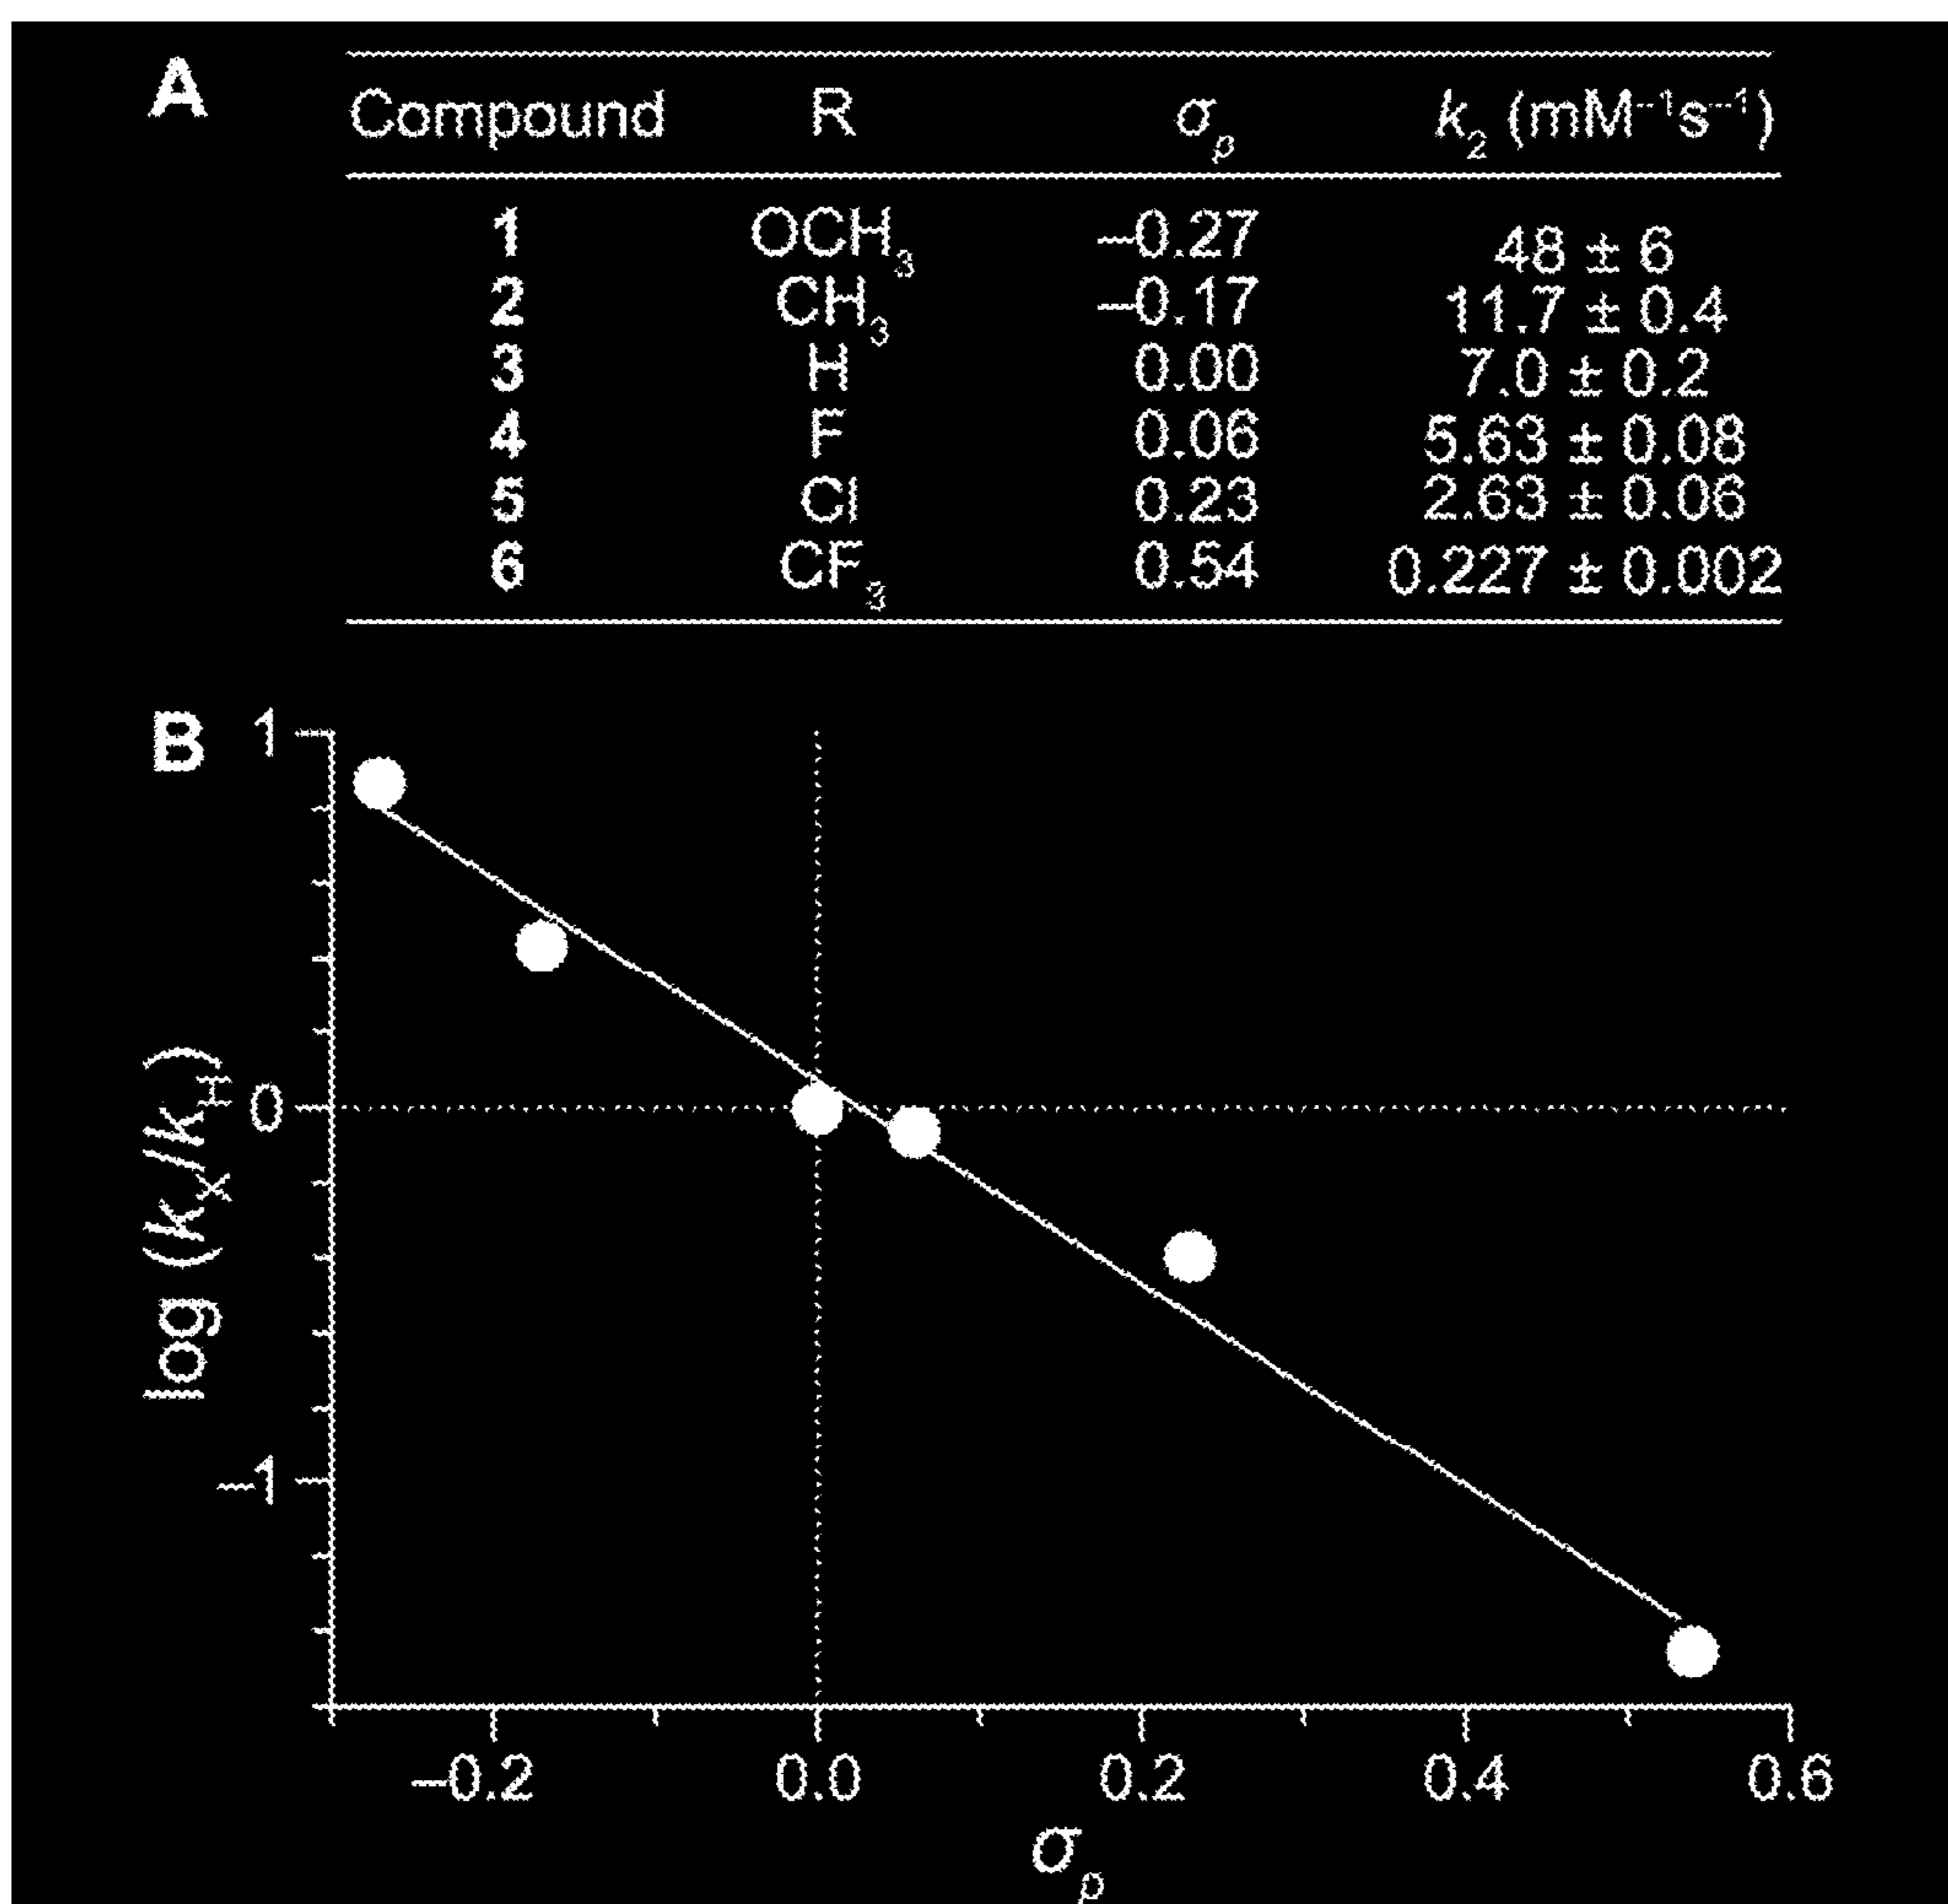 A
Compound R σp k2 (mM–1s–1)
1 OCH3 –0.27 48 ± 6
2 CH3 –0.17 11.7 ± 0.4
3 H 0.00 7.0 ± 0.2
4 F 0.06 5.63 ± 0.08
5 Cl 0.23 2.63 ± 0.06
6 CF3 0.54 0.227 ± 0.002
B
1
0
–1
log (kx/kH)
–0.2 0.0 0.2 0.4 0.6
σp